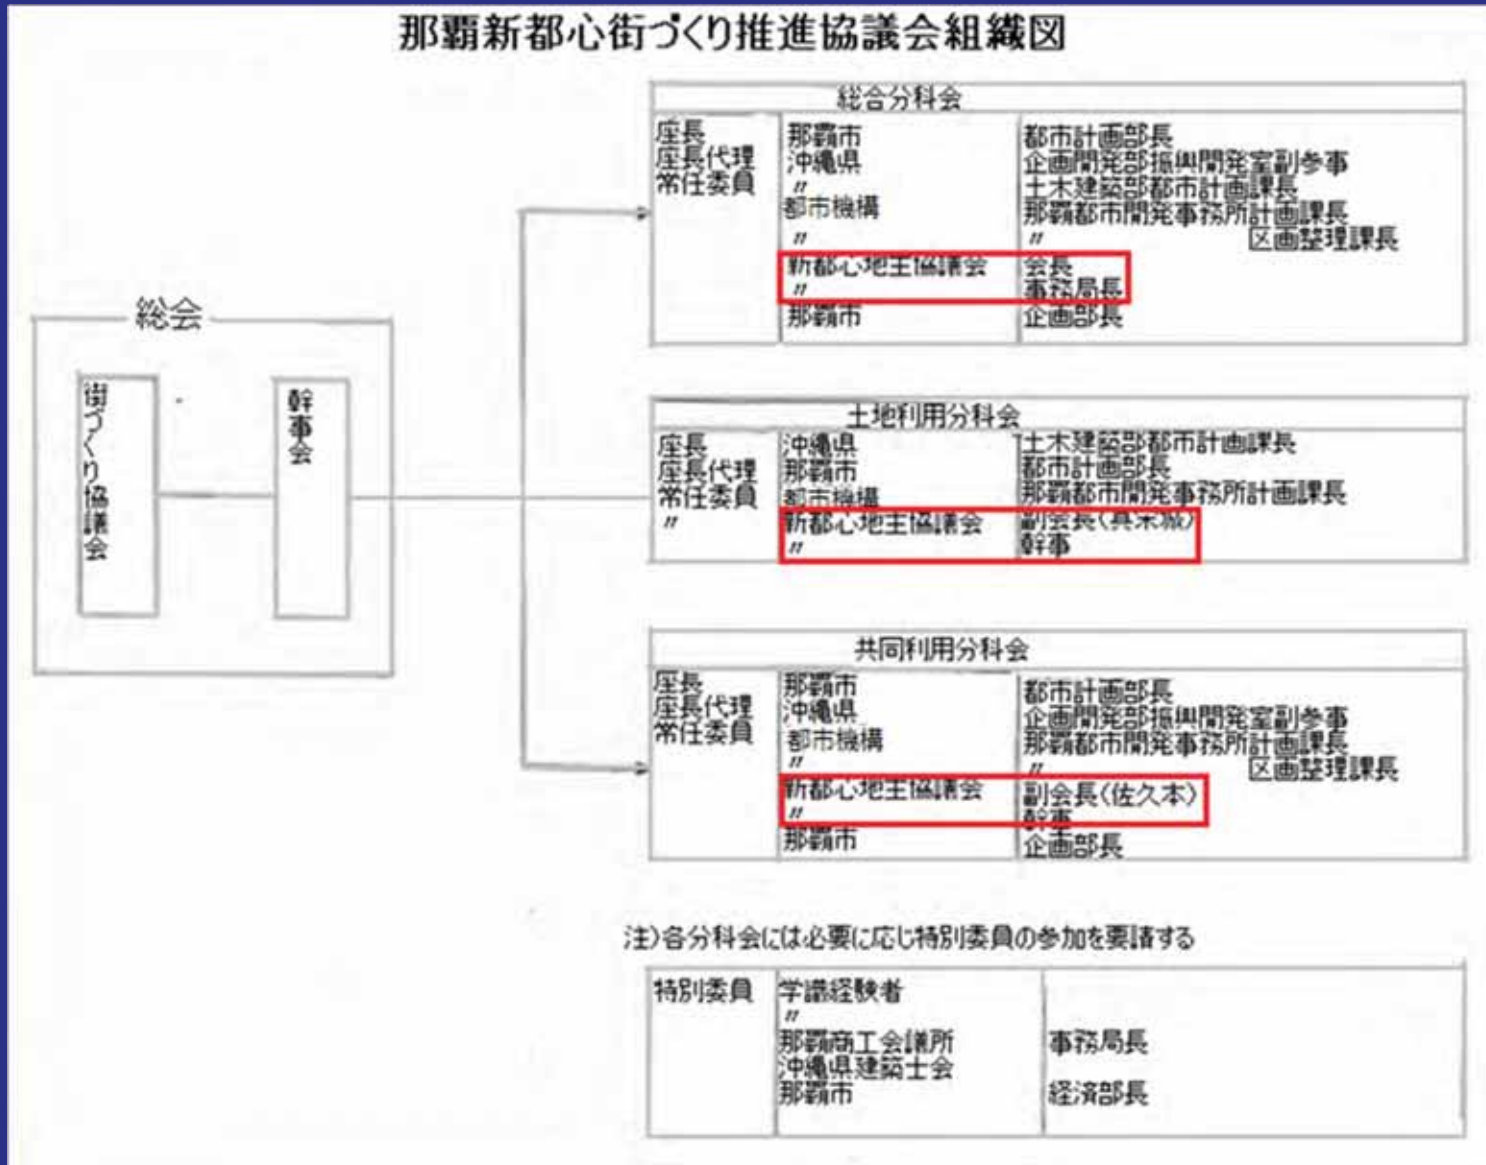 那覇新都心街づくり推進協議会組織図
総会
街づくり協議会
幹事会
総合分科会
座長 那覇市 都市計画部長
座長代理 沖縄県 企画開発部振興開発室副参事
常任委員 〃 土木建築部都市計画課長
都市機構 那覇都市開発事務所計画課長
〃 〃 区画整理課長
新都心地主協議会 会長
〃 事務局長
那覇市 企画部長
土地利用分科会
座長 沖縄県 土木建築部都市計画課長
座長代理 那覇市 都市計画部長
常任委員 都市機構 那覇都市開発事務所計画課長
〃 新都心地主協議会 副会長(真栄城)
〃 幹事
共同利用分科会
座長 那覇市 都市計画部長
座長代理 沖縄県 企画開発部振興開発室副参事
常任委員 都市機構 那覇都市開発事務所計画課長
〃 〃 区画整理課長
新都心地主協議会 副会長(佐久本)
〃 幹事
那覇市 企画部長
注)各分科会には必要に応じ特別委員の参加を要請する
特別委員 学識経験者
〃
那覇商工会議所 事務局長
沖縄県建築士会
那覇市 経済部長